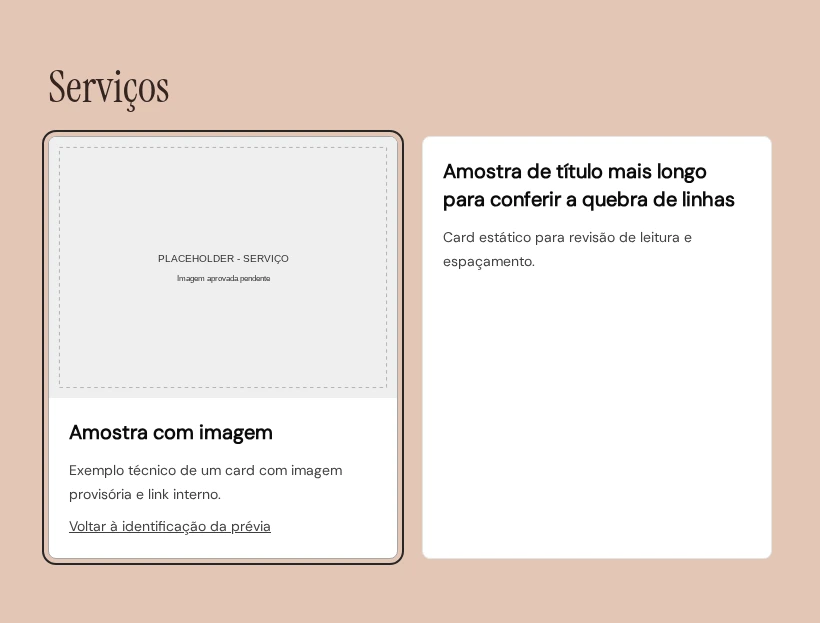 Serviços
PLACEHOLDER - SERVIÇO
Imagem aprovada pendente
Amostra com imagem
Exemplo técnico de um card com imagem
provisória e link interno.
Voltar à identificação da prévia
Amostra de título mais longo
para conferir a quebra de linhas
Card estático para revisão de leitura e
espaçamento.